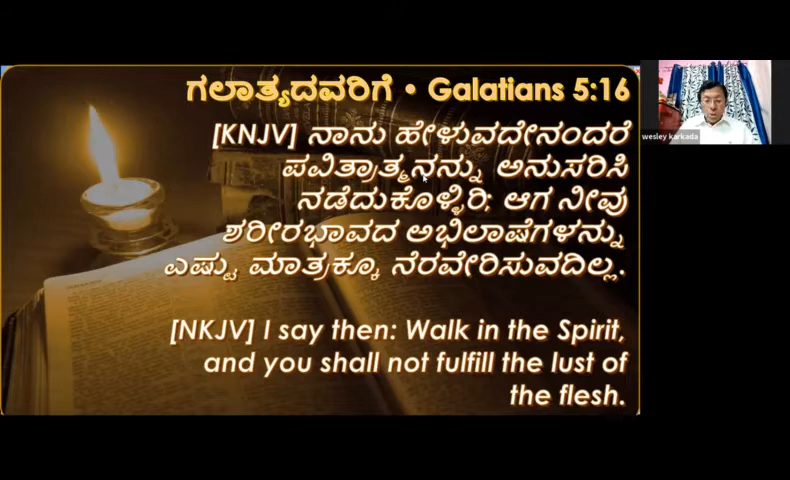 ಗಲಾತ್ಯದವರಿಗೆ • Galatians 5:16
[KNJV] ನಾನು ಹೇಳುವದೇನಂದರೆ
ಪವಿತ್ರಾತ್ಮನನ್ನು ಅನುಸರಿಸಿ
ನಡೆದುಕೊಳ್ಳಿರಿ; ಆಗ ನೀವು
ಶರೀರಭಾವದ ಅಭಿಲಾಷೆಗಳನ್ನು
ಎಷ್ಟು ಮಾತ್ರಕ್ಕೂ ನೆರವೇರಿಸುವದಿಲ್ಲ.
[NKJV] I say then: Walk in the Spirit,
and you shall not fulfill the lust of
the flesh.
wesley karkada